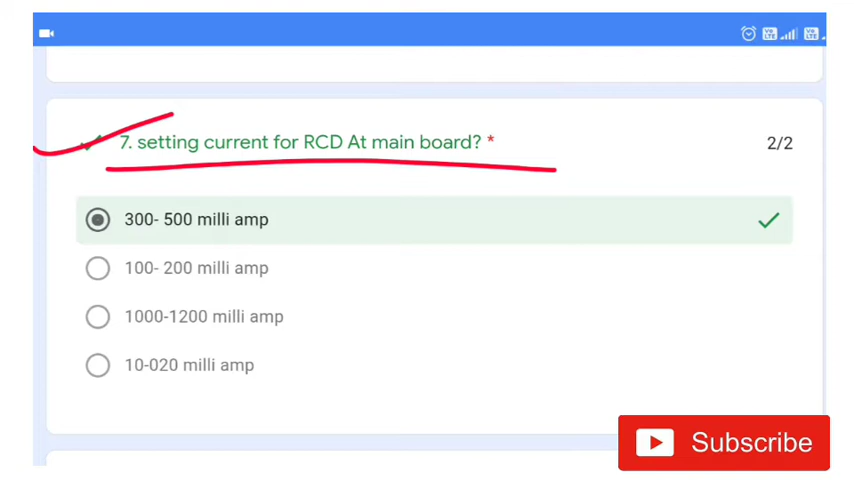 7. setting current for RCD At main board? *
2/2
300- 500 milli amp
100- 200 milli amp
1000-1200 milli amp
10-020 milli amp
Subscribe